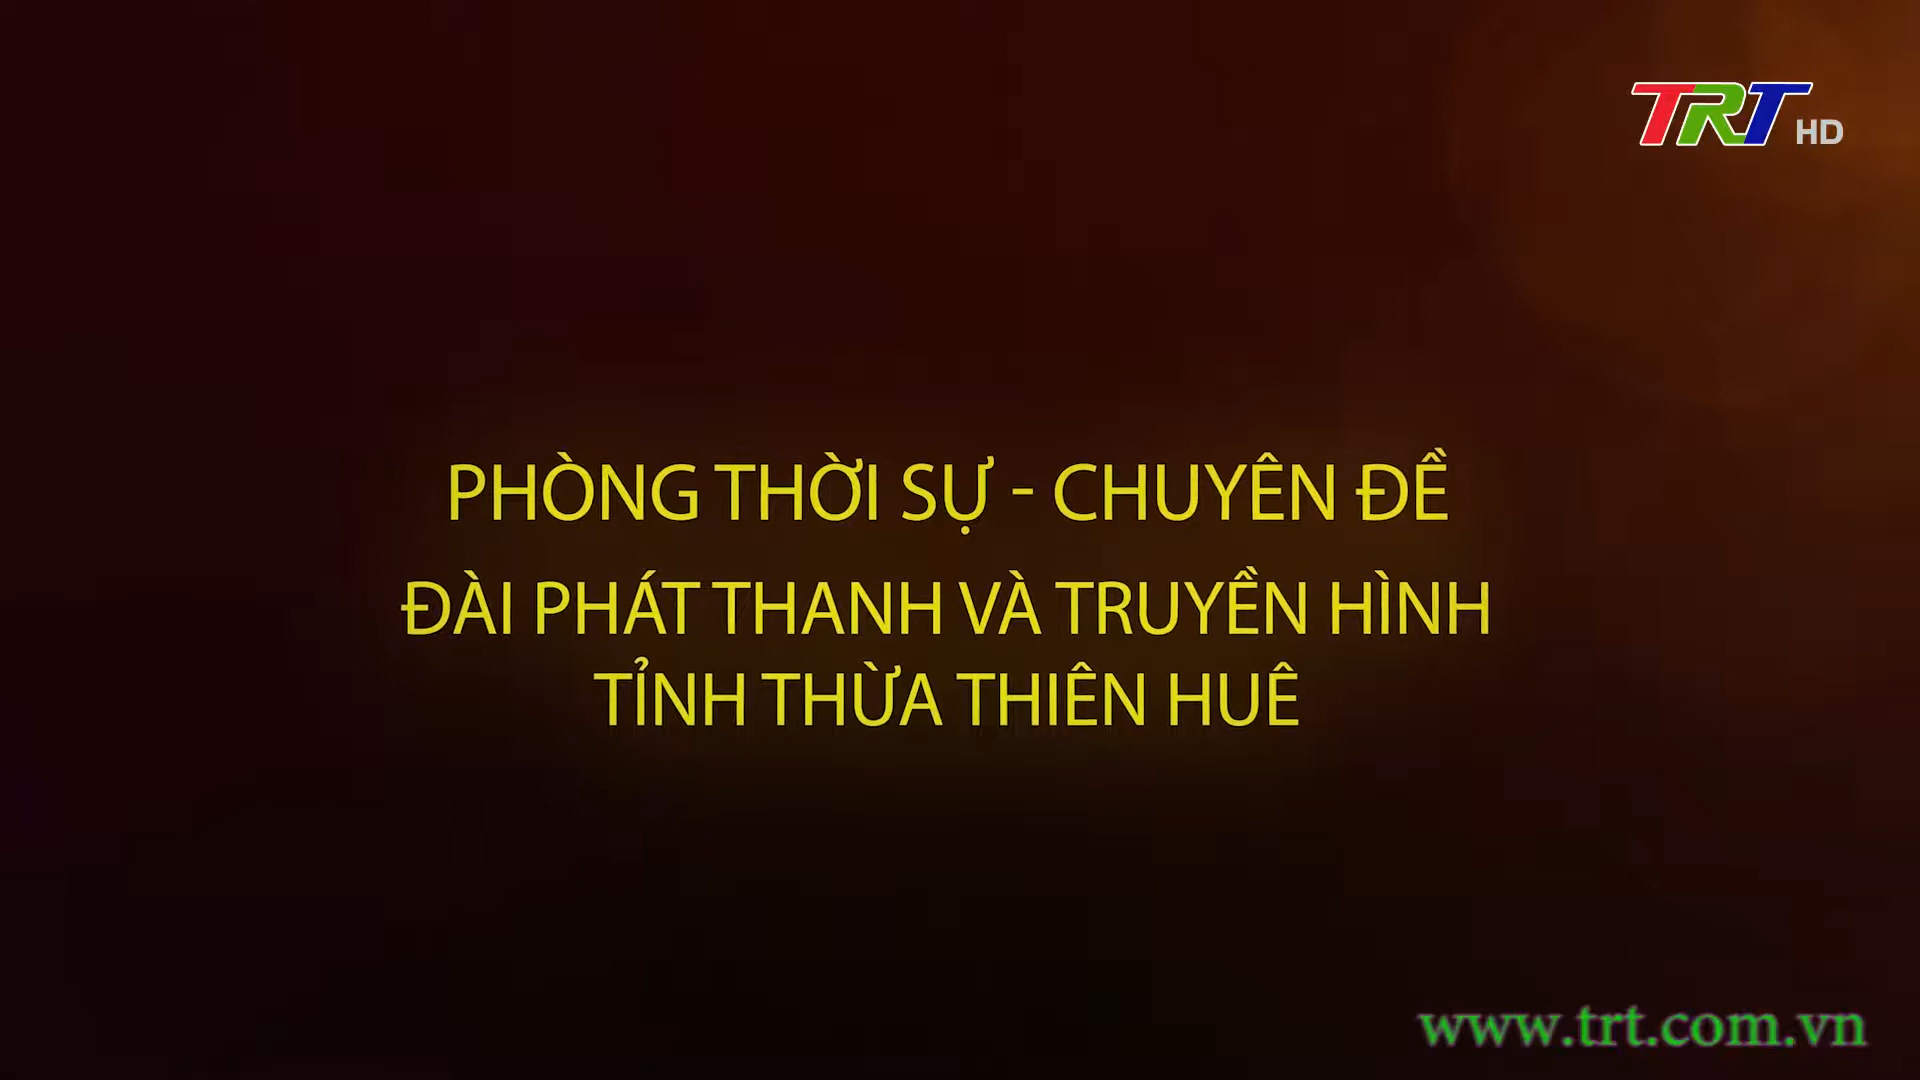 TRT HD
PHÒNG THỜI SỰ - CHUYÊN ĐỀ
ĐÀI PHÁT THANH VÀ TRUYỀN HÌNH
TỈNH THỪA THIÊN HUÊ
www.trt.com.vn